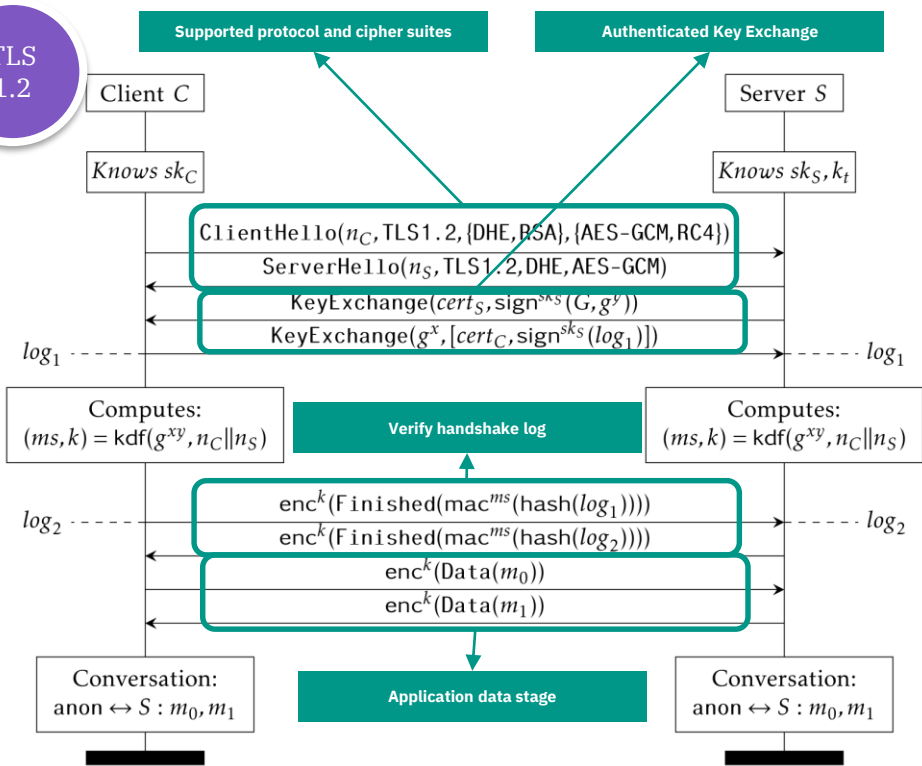 Supported protocol and cipher suites
Authenticated Key Exchange
TLS
1.2
Client C
Server S
Knows sk_C
Knows sk_S, k_t
ClientHello(n_C, TLS1.2, {DHE,RSA}, {AES-GCM,RC4})
ServerHello(n_S, TLS1.2, DHE, AES-GCM)
KeyExchange(cert_S, sign^{sk_S}(G, g^y))
KeyExchange(g^x, [cert_C, sign^{sk_S}(log_1)])
log_1
log_1
Computes:
(ms, k) = kdf(g^{xy}, n_C||n_S)
Computes:
(ms, k) = kdf(g^{xy}, n_C||n_S)
Verify handshake log
enc^k(Finished(mac^{ms}(hash(log_1))))
log_2
log_2
enc^k(Finished(mac^{ms}(hash(log_2))))
enc^k(Data(m_0))
enc^k(Data(m_1))
Conversation:
anon ↔ S : m_0, m_1
Application data stage
Conversation:
anon ↔ S : m_0, m_1